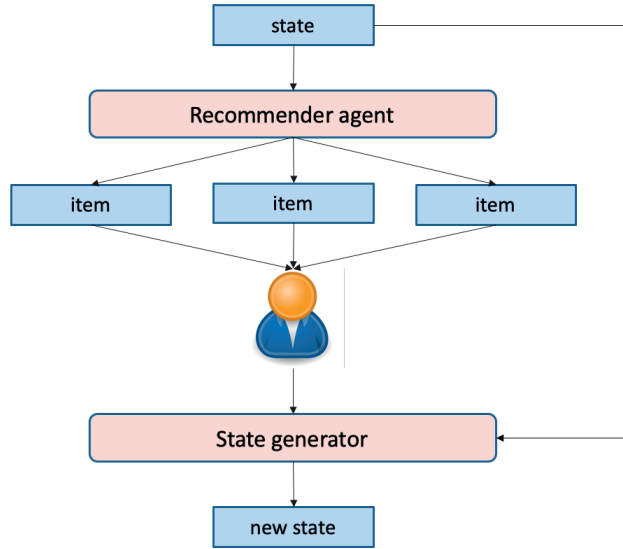 state
Recommender agent
item
item
item
State generator
new state